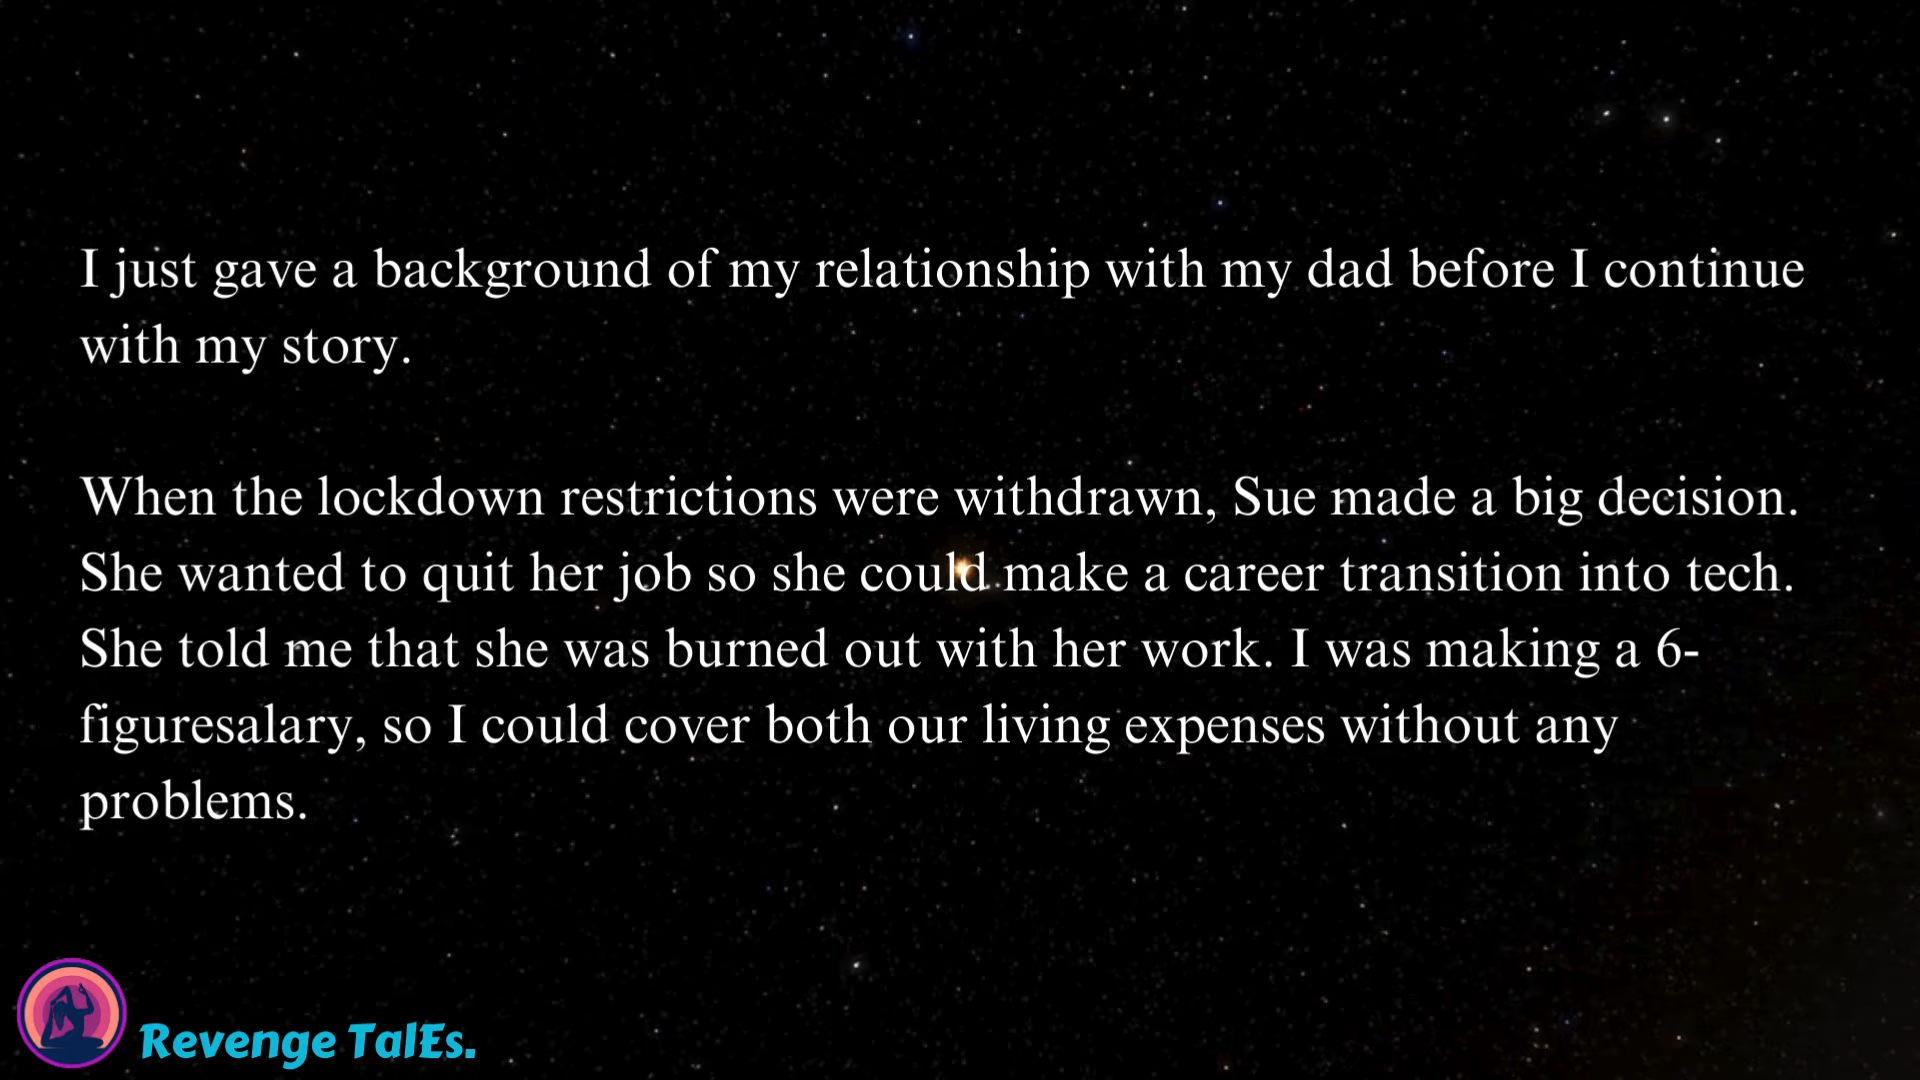 I just gave a background of my relationship with my dad before I continue
with my story.
When the lockdown restrictions were withdrawn, Sue made a big decision.
She wanted to quit her job so she could make a career transition into tech.
She told me that she was burned out with her work. I was making a 6-
figuresalary, so I could cover both our living expenses without any
problems.
Revenge TalEs.